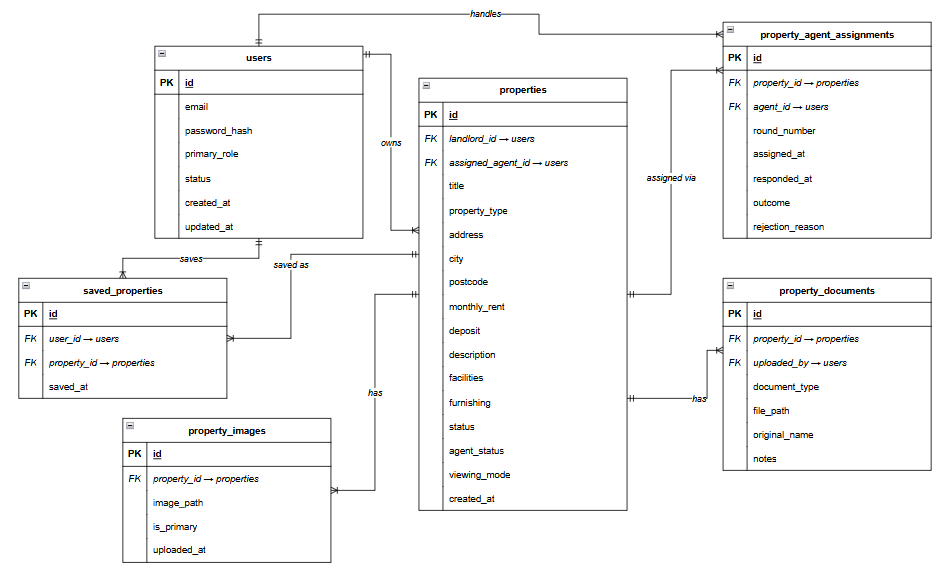 handles
users
PK id
email
password_hash
primary_role
status
created_at
updated_at
owns
properties
PK id
FK landlord_id → users
FK assigned_agent_id → users
title
property_type
address
city
postcode
monthly_rent
deposit
description
facilities
furnishing
status
agent_status
viewing_mode
created_at
assigned via
property_agent_assignments
PK id
FK property_id → properties
FK agent_id → users
round_number
assigned_at
responded_at
outcome
rejection_reason
saves
saved as
saved_properties
PK id
FK user_id → users
FK property_id → properties
saved_at
has
property_images
PK id
FK property_id → properties
image_path
is_primary
uploaded_at
has
property_documents
PK id
FK property_id → properties
FK uploaded_by → users
document_type
file_path
original_name
notes